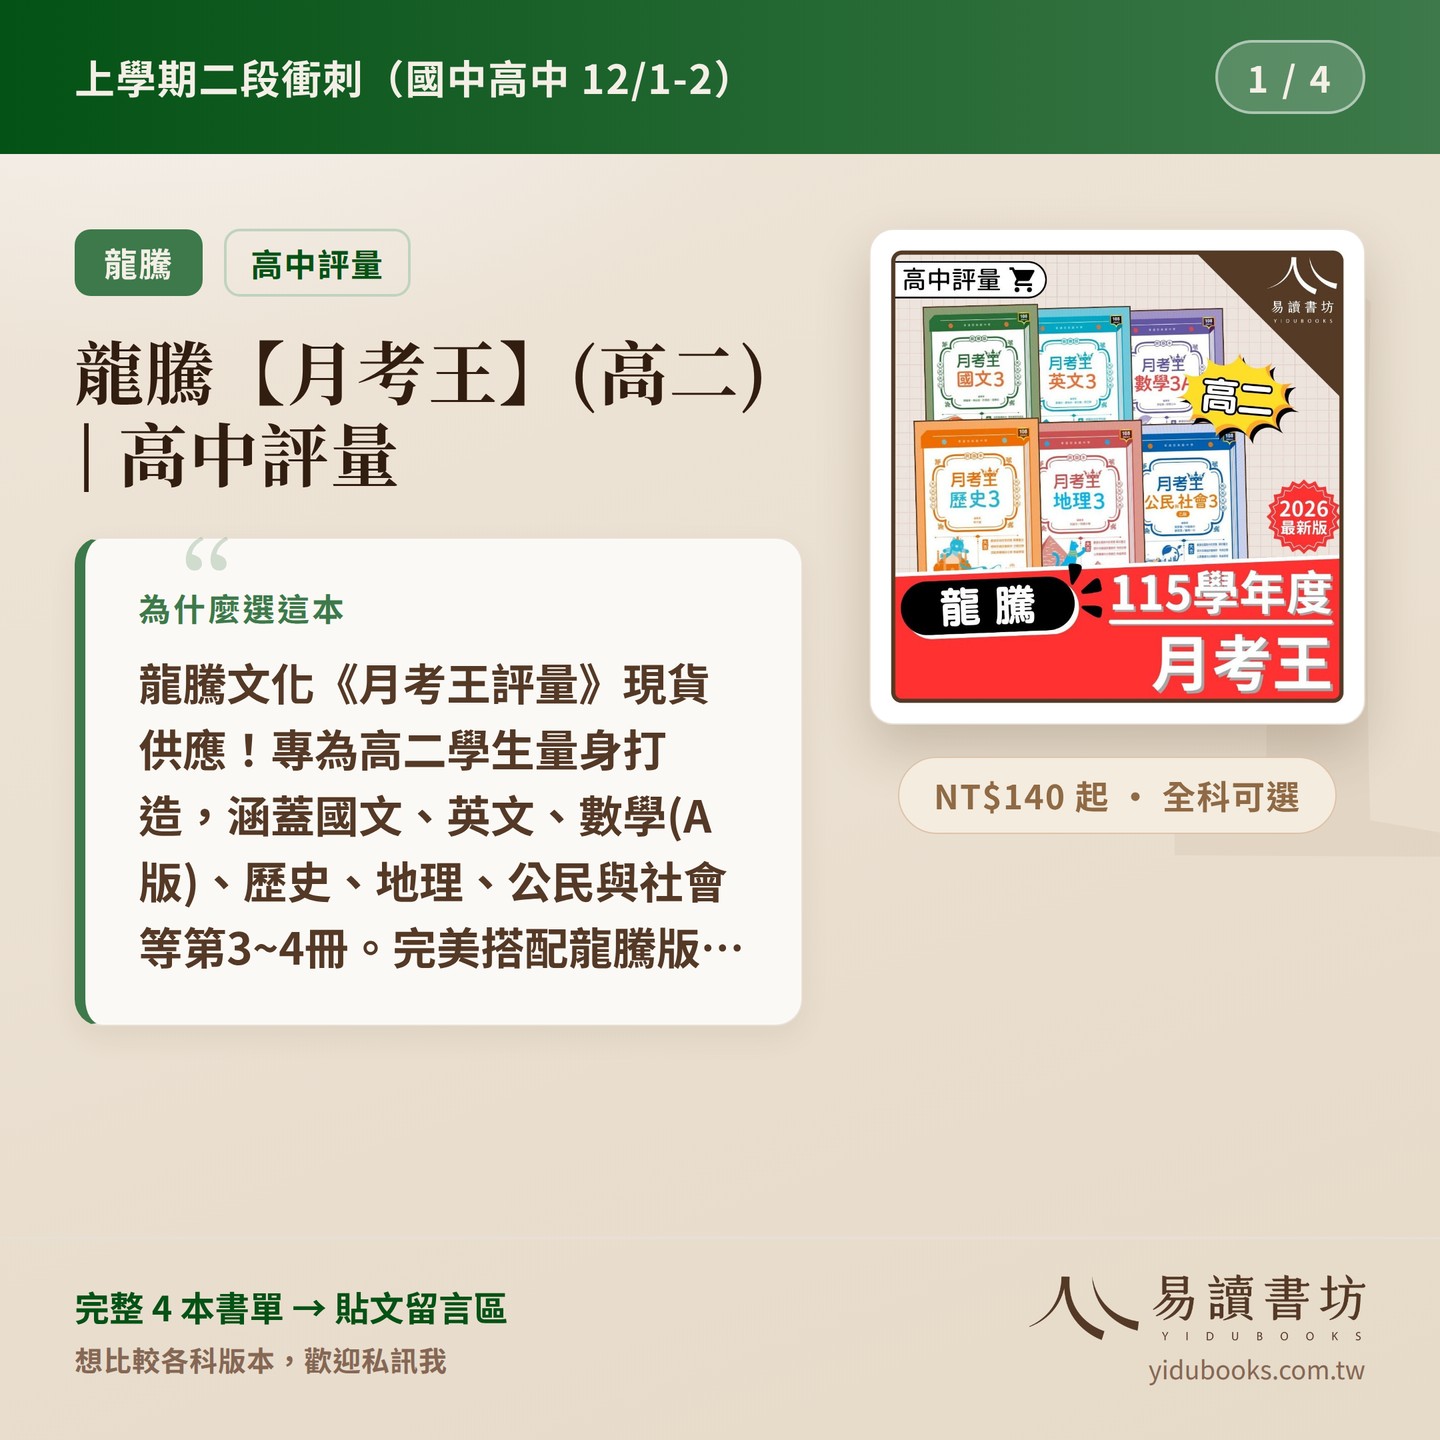 上學期二段衝刺（國中高中 12/1-2）
1 / 4
龍騰
高中評量
龍騰【月考王】(高二)
｜高中評量
“
為什麼選這本
龍騰文化《月考王評量》現貨
供應！專為高二學生量身打
造，涵蓋國文、英文、數學(A
版)、歷史、地理、公民與社會
等第3~4冊。完美搭配龍騰版…
高中評量
易讀書坊
YIDUBOOKS
月考王
國文3
月考王
英文3
月考王
數學3A
高二
月考王
歷史3
月考王
地理3
月考王
公民與社會3
2026
最新版
龍騰
115學年度
月考王
NT$140 起 · 全科可選
完整 4 本書單 → 貼文留言區
想比較各科版本，歡迎私訊我
易讀書坊
YIDUBOOKS
yidubooks.com.tw